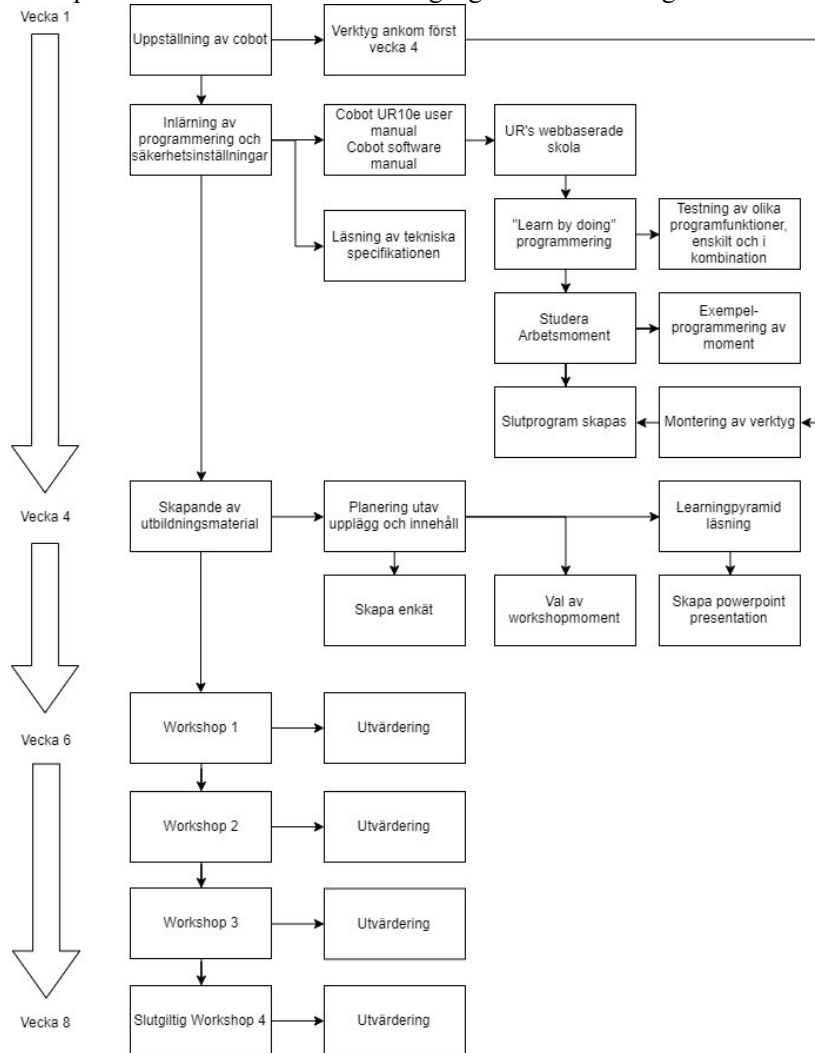 Vecka 1
Uppställning av cobot
Verktyg ankom först
vecka 4
Inlärning av
programmering och
säkerhetsinställningar
Cobot UR10e user
manual
Cobot software
manual
UR's webbaserade
skola
Läsning av tekniska
specifikationen
"Learn by doing"
programmering
Testning av olika
programfunktioner,
enskilt och i
kombination
Studera
Arbetsmoment
Exempel-
programmering av
moment
Slutprogram skapas
Montering av verktyg
Vecka 4
Skapande av
utbildningsmaterial
Planering utav
upplägg och innehåll
Learningpyramid
läsning
Skapa enkät
Val av
workshopmoment
Skapa powerpoint
presentation
Vecka 6
Workshop 1
Utvärdering
Workshop 2
Utvärdering
Workshop 3
Utvärdering
Vecka 8
Slutgiltig Workshop 4
Utvärdering